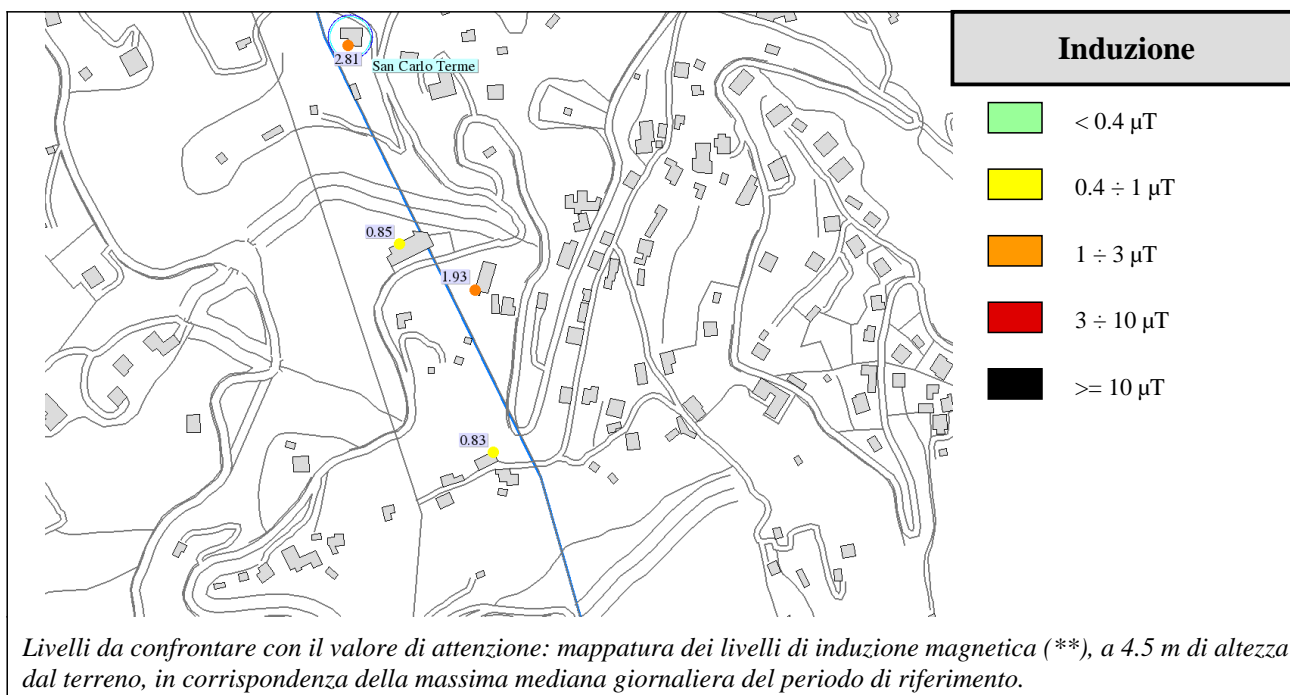 2.81
San Carlo Terme
0.85
1.93
0.83
Induzione
< 0.4 µT
0.4 ÷ 1 µT
1 ÷ 3 µT
3 ÷ 10 µT
>= 10 µT
Livelli da confrontare con il valore di attenzione: mappatura dei livelli di induzione magnetica (**), a 4.5 m di altezza
dal terreno, in corrispondenza della massima mediana giornaliera del periodo di riferimento.